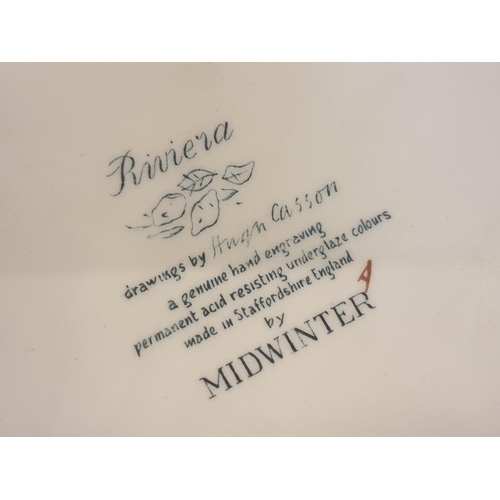 Riviera
drawings by Hugh Casson
a genuine hand engraving
permanent acid resisting underglaze colours
made in Staffordshire England
by
MIDWINTER
A